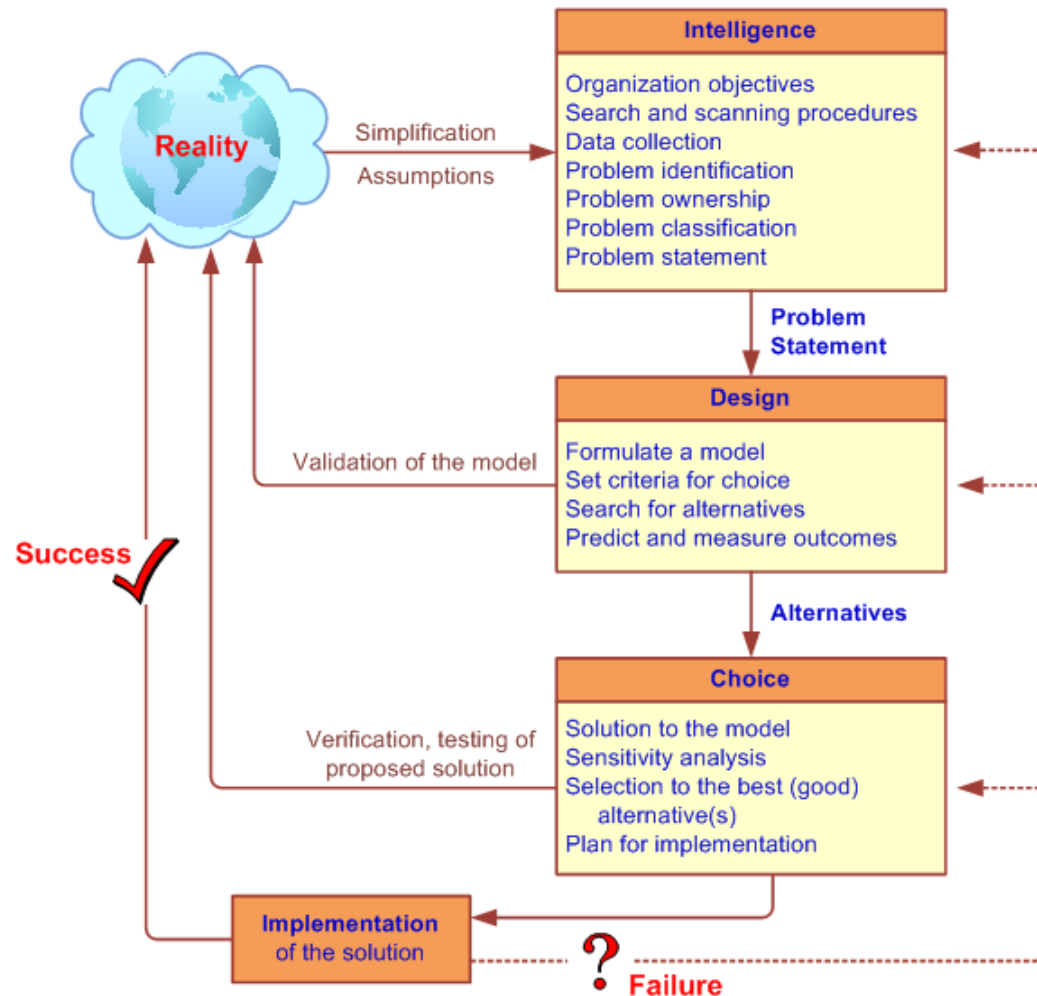 Intelligence
Organization objectives
Search and scanning procedures
Data collection
Problem identification
Problem ownership
Problem classification
Problem statement
Reality
Simplification
Assumptions
Problem
Statement
Design
Formulate a model
Set criteria for choice
Search for alternatives
Predict and measure outcomes
Validation of the model
Success
Alternatives
Choice
Solution to the model
Sensitivity analysis
Selection to the best (good)
alternative(s)
Plan for implementation
Verification, testing of
proposed solution
Implementation
of the solution
?
Failure